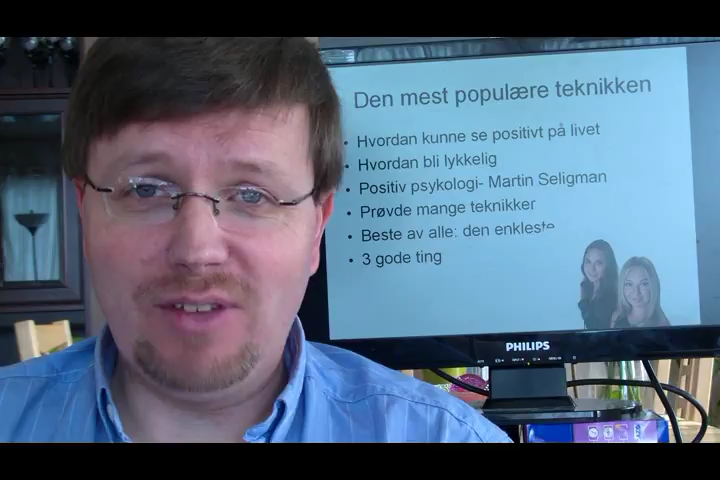 Den mest populære teknikken
• Hvordan kunne se positivt på livet
• Hvordan bli lykkelig
• Positiv psykologi- Martin Seligman
• Prøvde mange teknikker
• Beste av alle: den enkleste
• 3 gode ting
PHILIPS